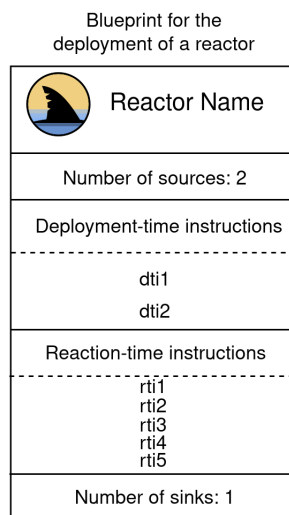 Blueprint for the
deployment of a reactor
Reactor Name
Number of sources: 2
Deployment-time instructions
dti1
dti2
Reaction-time instructions
rti1
rti2
rti3
rti4
rti5
Number of sinks: 1